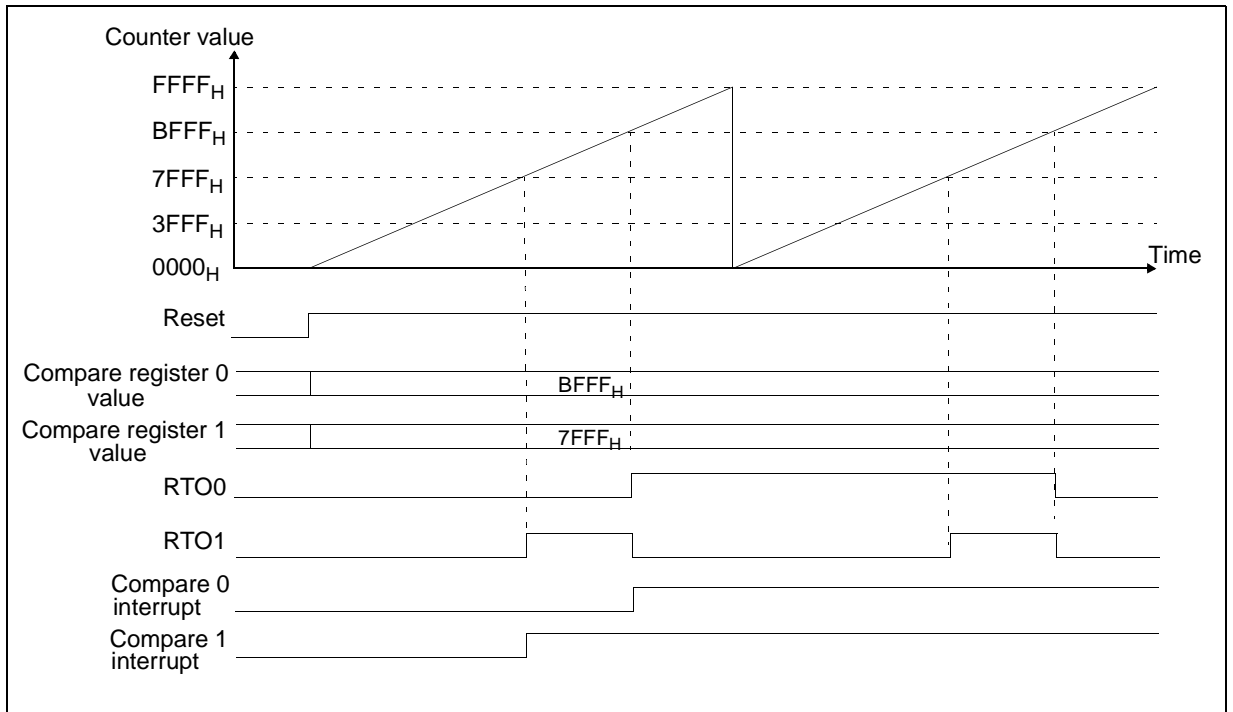 Counter value
FFFFH
BFFFH
7FFFH
3FFFH
0000H
Time
Reset
Compare register 0
value
BFFFH
Compare register 1
value
7FFFH
RTO0
RTO1
Compare 0
interrupt
Compare 1
interrupt